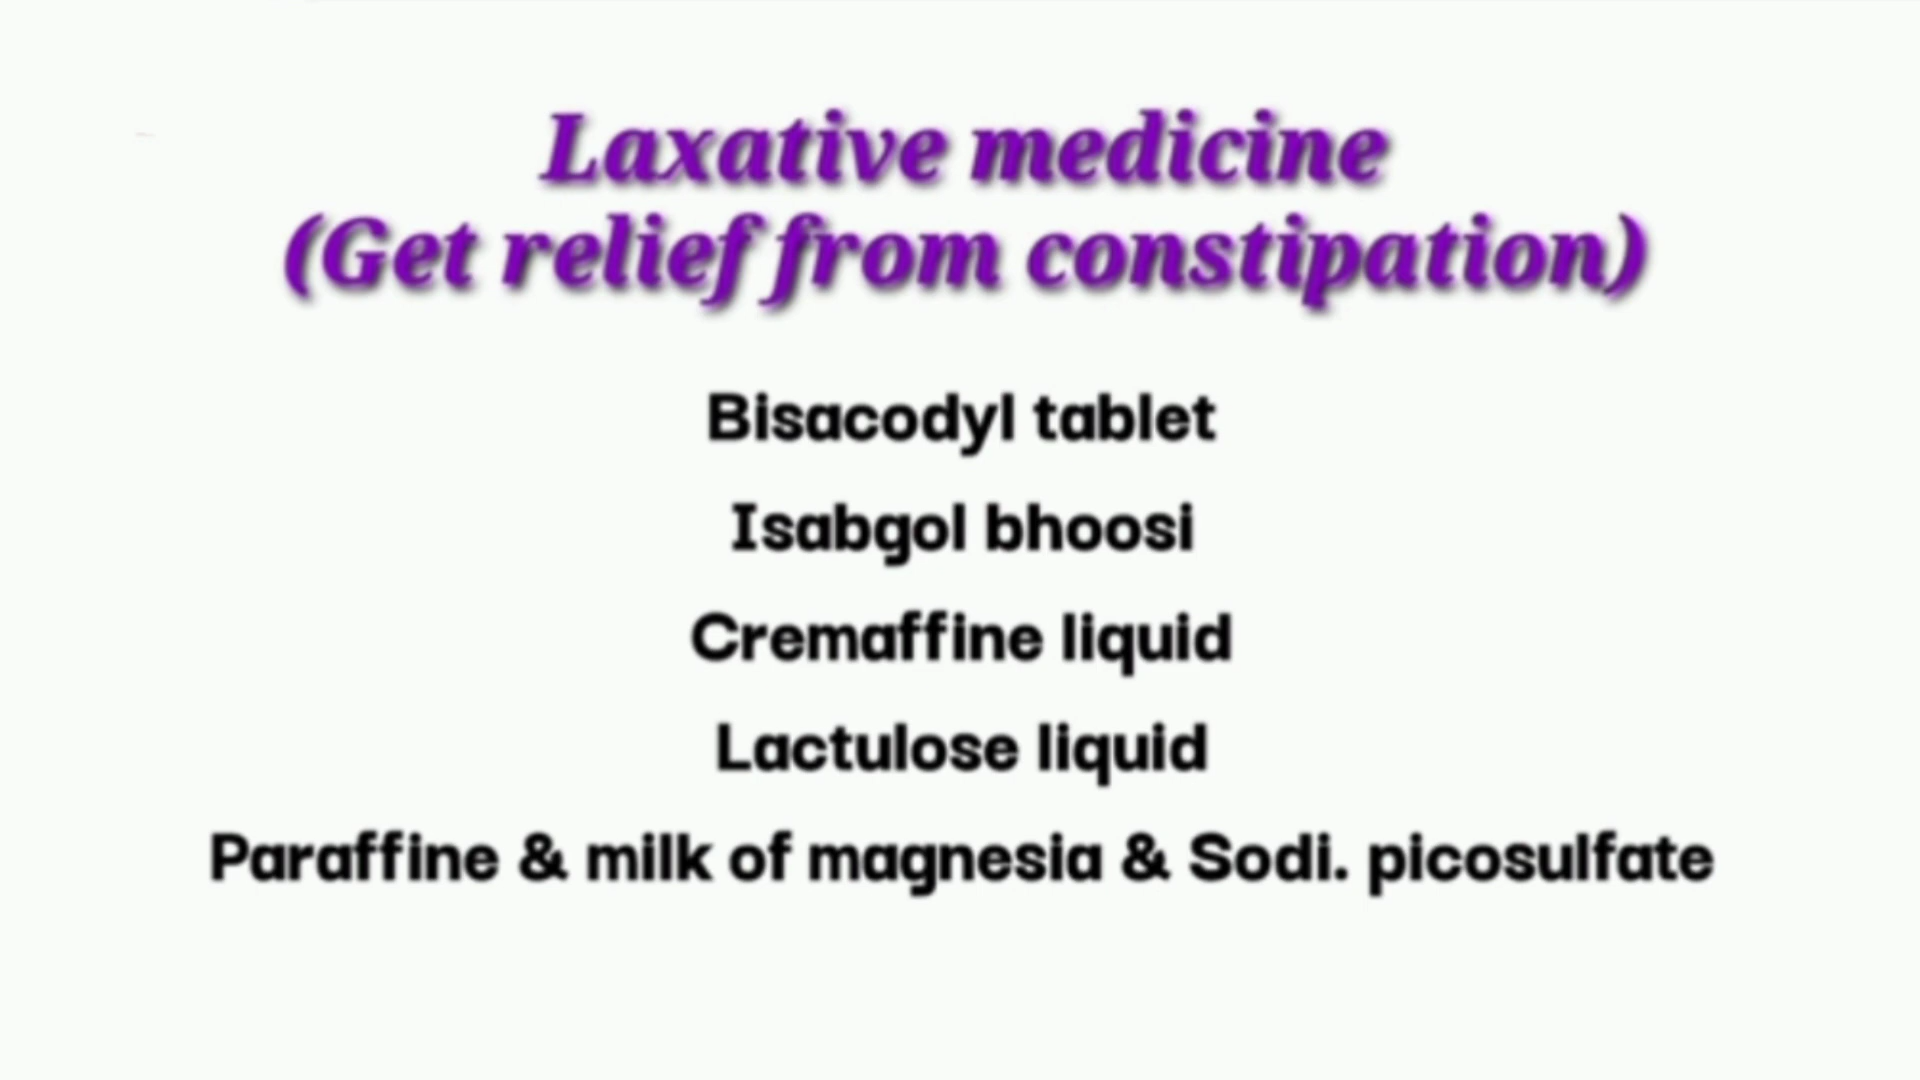 Laxative medicine
(Get relief from constipation)
Bisacodyl tablet
Isabgol bhoosi
Cremaffine liquid
Lactulose liquid
Paraffine & milk of magnesia & Sodi. picosulfate